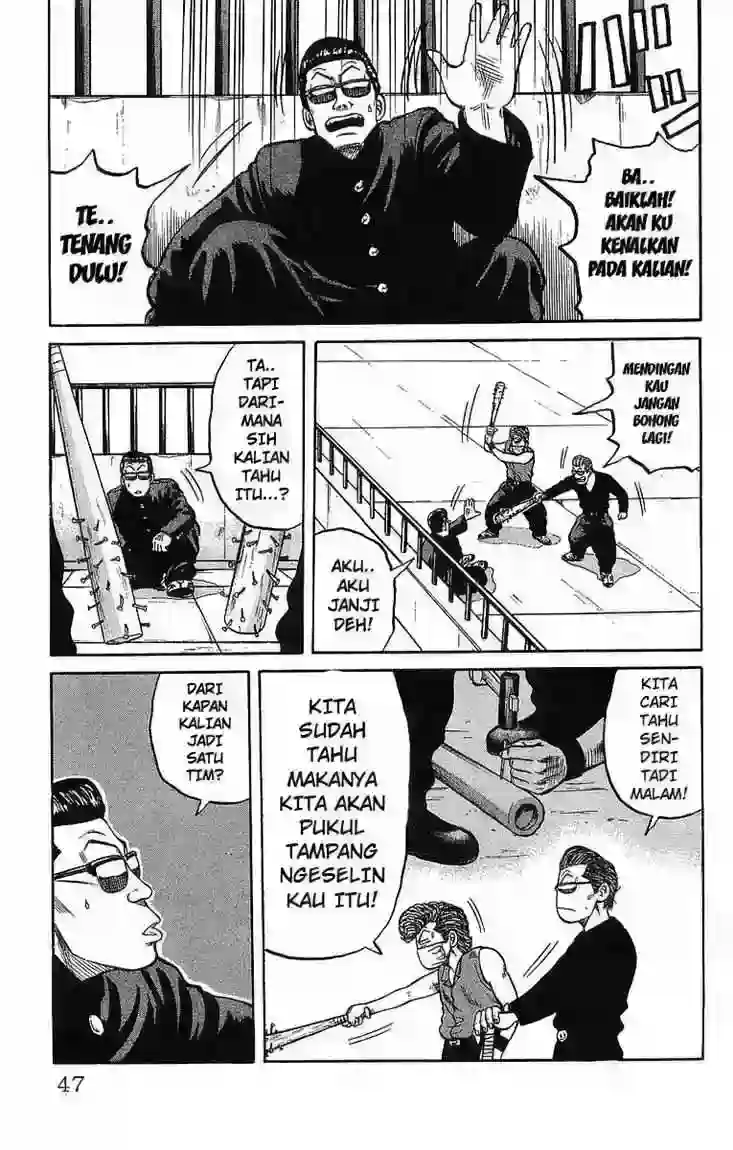 BA..
BAIKLAH!
AKAN KU
KENALKAN
PADA KALIAN!
TE..
TENANG
DULU!
MENDINGAN
KAU
JANGAN
BOHONG
LAGI!
AKU..
AKU
JANJI
DEH!
TA..
TAPI
DARI-
MANA
SIH
KALIAN
TAHU
ITU...?
KITA
CARI
TAHU
SEN-
DIRI
TADI
MALAM!
KITA
SUDAH
TAHU
MAKANYA
KITA AKAN
PUKUL
TAMPANG
NGESELIN
KAU ITU!
DARI
KAPAN
KALIAN
JADI
SATU
TIM?
47